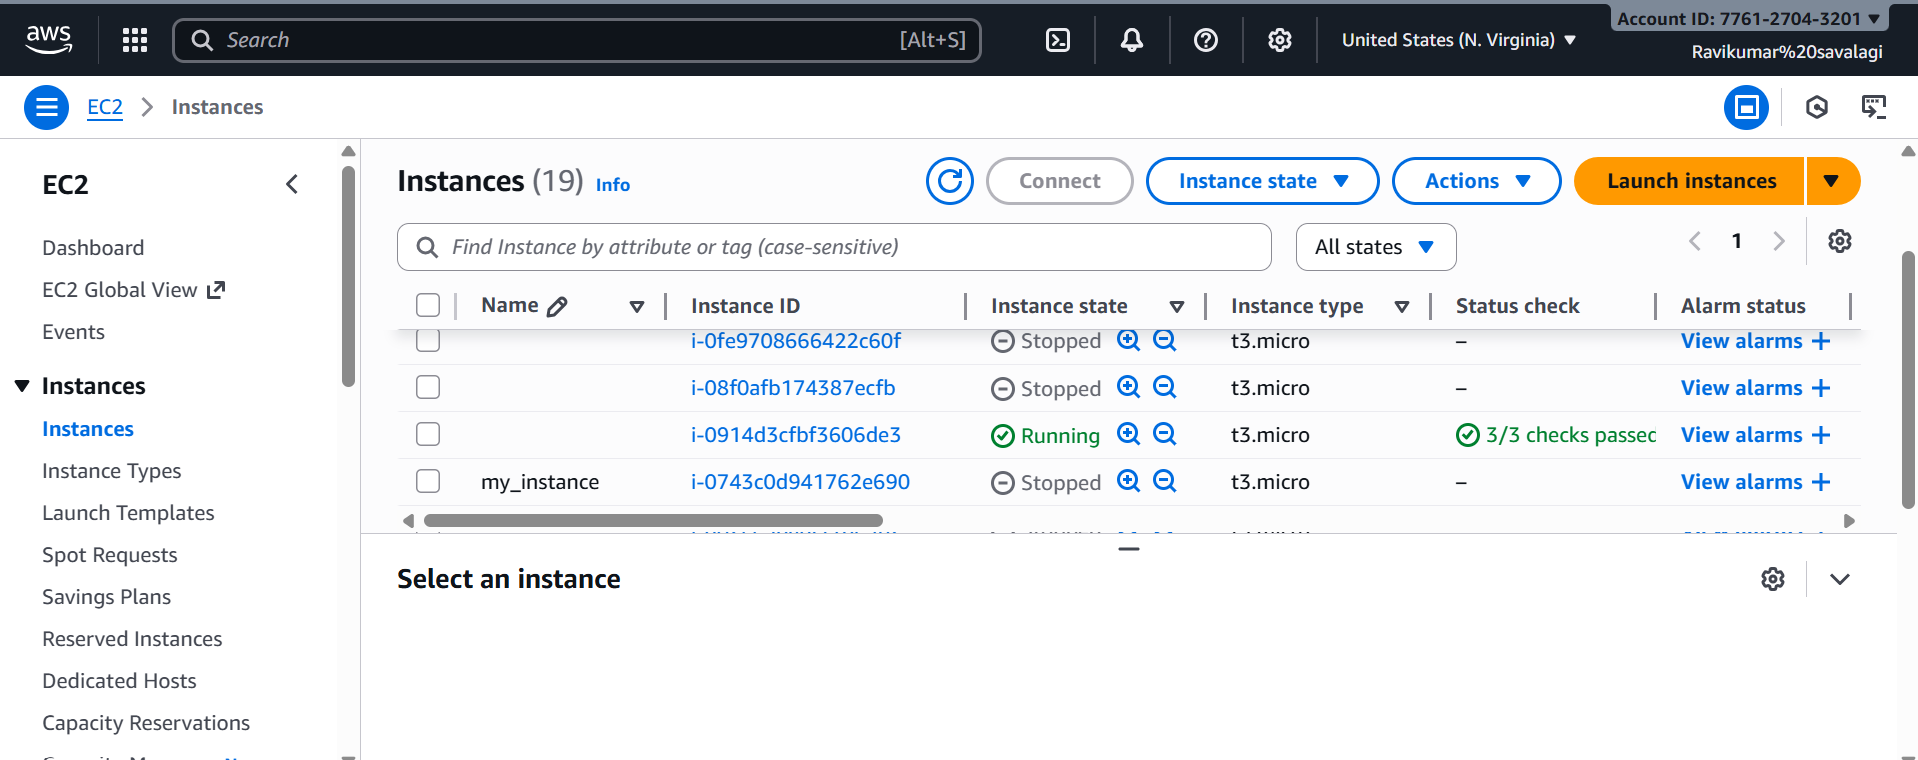 aws
Search [Alt+S]
United States (N. Virginia)
Account ID: 7761-2704-3201
Ravikumar%20savalagi
EC2 > Instances
EC2
Dashboard
EC2 Global View
Events
Instances
Instances
Instance Types
Launch Templates
Spot Requests
Savings Plans
Reserved Instances
Dedicated Hosts
Capacity Reservations
Instances (19) Info
Connect
Instance state
Actions
Launch instances
Find Instance by attribute or tag (case-sensitive)
All states
1
Name Instance ID Instance state Instance type Status check Alarm status
i-0fe9708666422c60f Stopped t3.micro – View alarms +
i-08f0afb174387ecfb Stopped t3.micro – View alarms +
i-0914d3cfbf3606de3 Running t3.micro 3/3 checks passed View alarms +
my_instance i-0743c0d941762e690 Stopped t3.micro – View alarms +
Select an instance